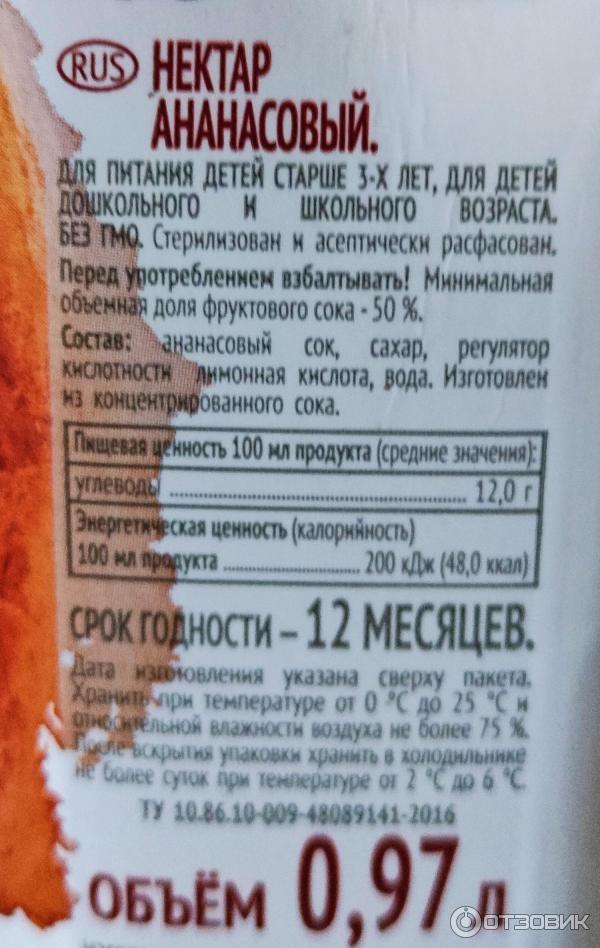 RUS НЕКТАР
АНАНАСОВЫЙ.
ДЛЯ ПИТАНИЯ ДЕТЕЙ СТАРШЕ 3-Х ЛЕТ, ДЛЯ ДЕТЕЙ
ДОШКОЛЬНОГО И ШКОЛЬНОГО ВОЗРАСТА.
БЕЗ ГМО. Стерилизован и асептически расфасован.
Перед употреблением взбалтывать! Минимальная
объемная доля фруктового сока - 50 %.
Состав: ананасовый сок, сахар, регулятор
кислотности лимонная кислота, вода. Изготовлен
из концентрированного сока.
Пищевая ценность 100 мл продукта (средние значения):
углеводы ........................................................ 12,0 г
Энергетическая ценность (калорийность)
100 мл продукта ........................ 200 кДж (48,0 ккал)
СРОК ГОДНОСТИ – 12 МЕСЯЦЕВ.
Дата изготовления указана сверху пакета.
Хранить при температуре от 0 °С до 25 °С и
относительной влажности воздуха не более 75 %.
После вскрытия упаковки хранить в холодильнике
не более суток при температуре от 2 °С до 6 °С.
ТУ 10.86.10-009-48089141-2016
ОБЪЁМ 0,97 л
ОТЗОВИК